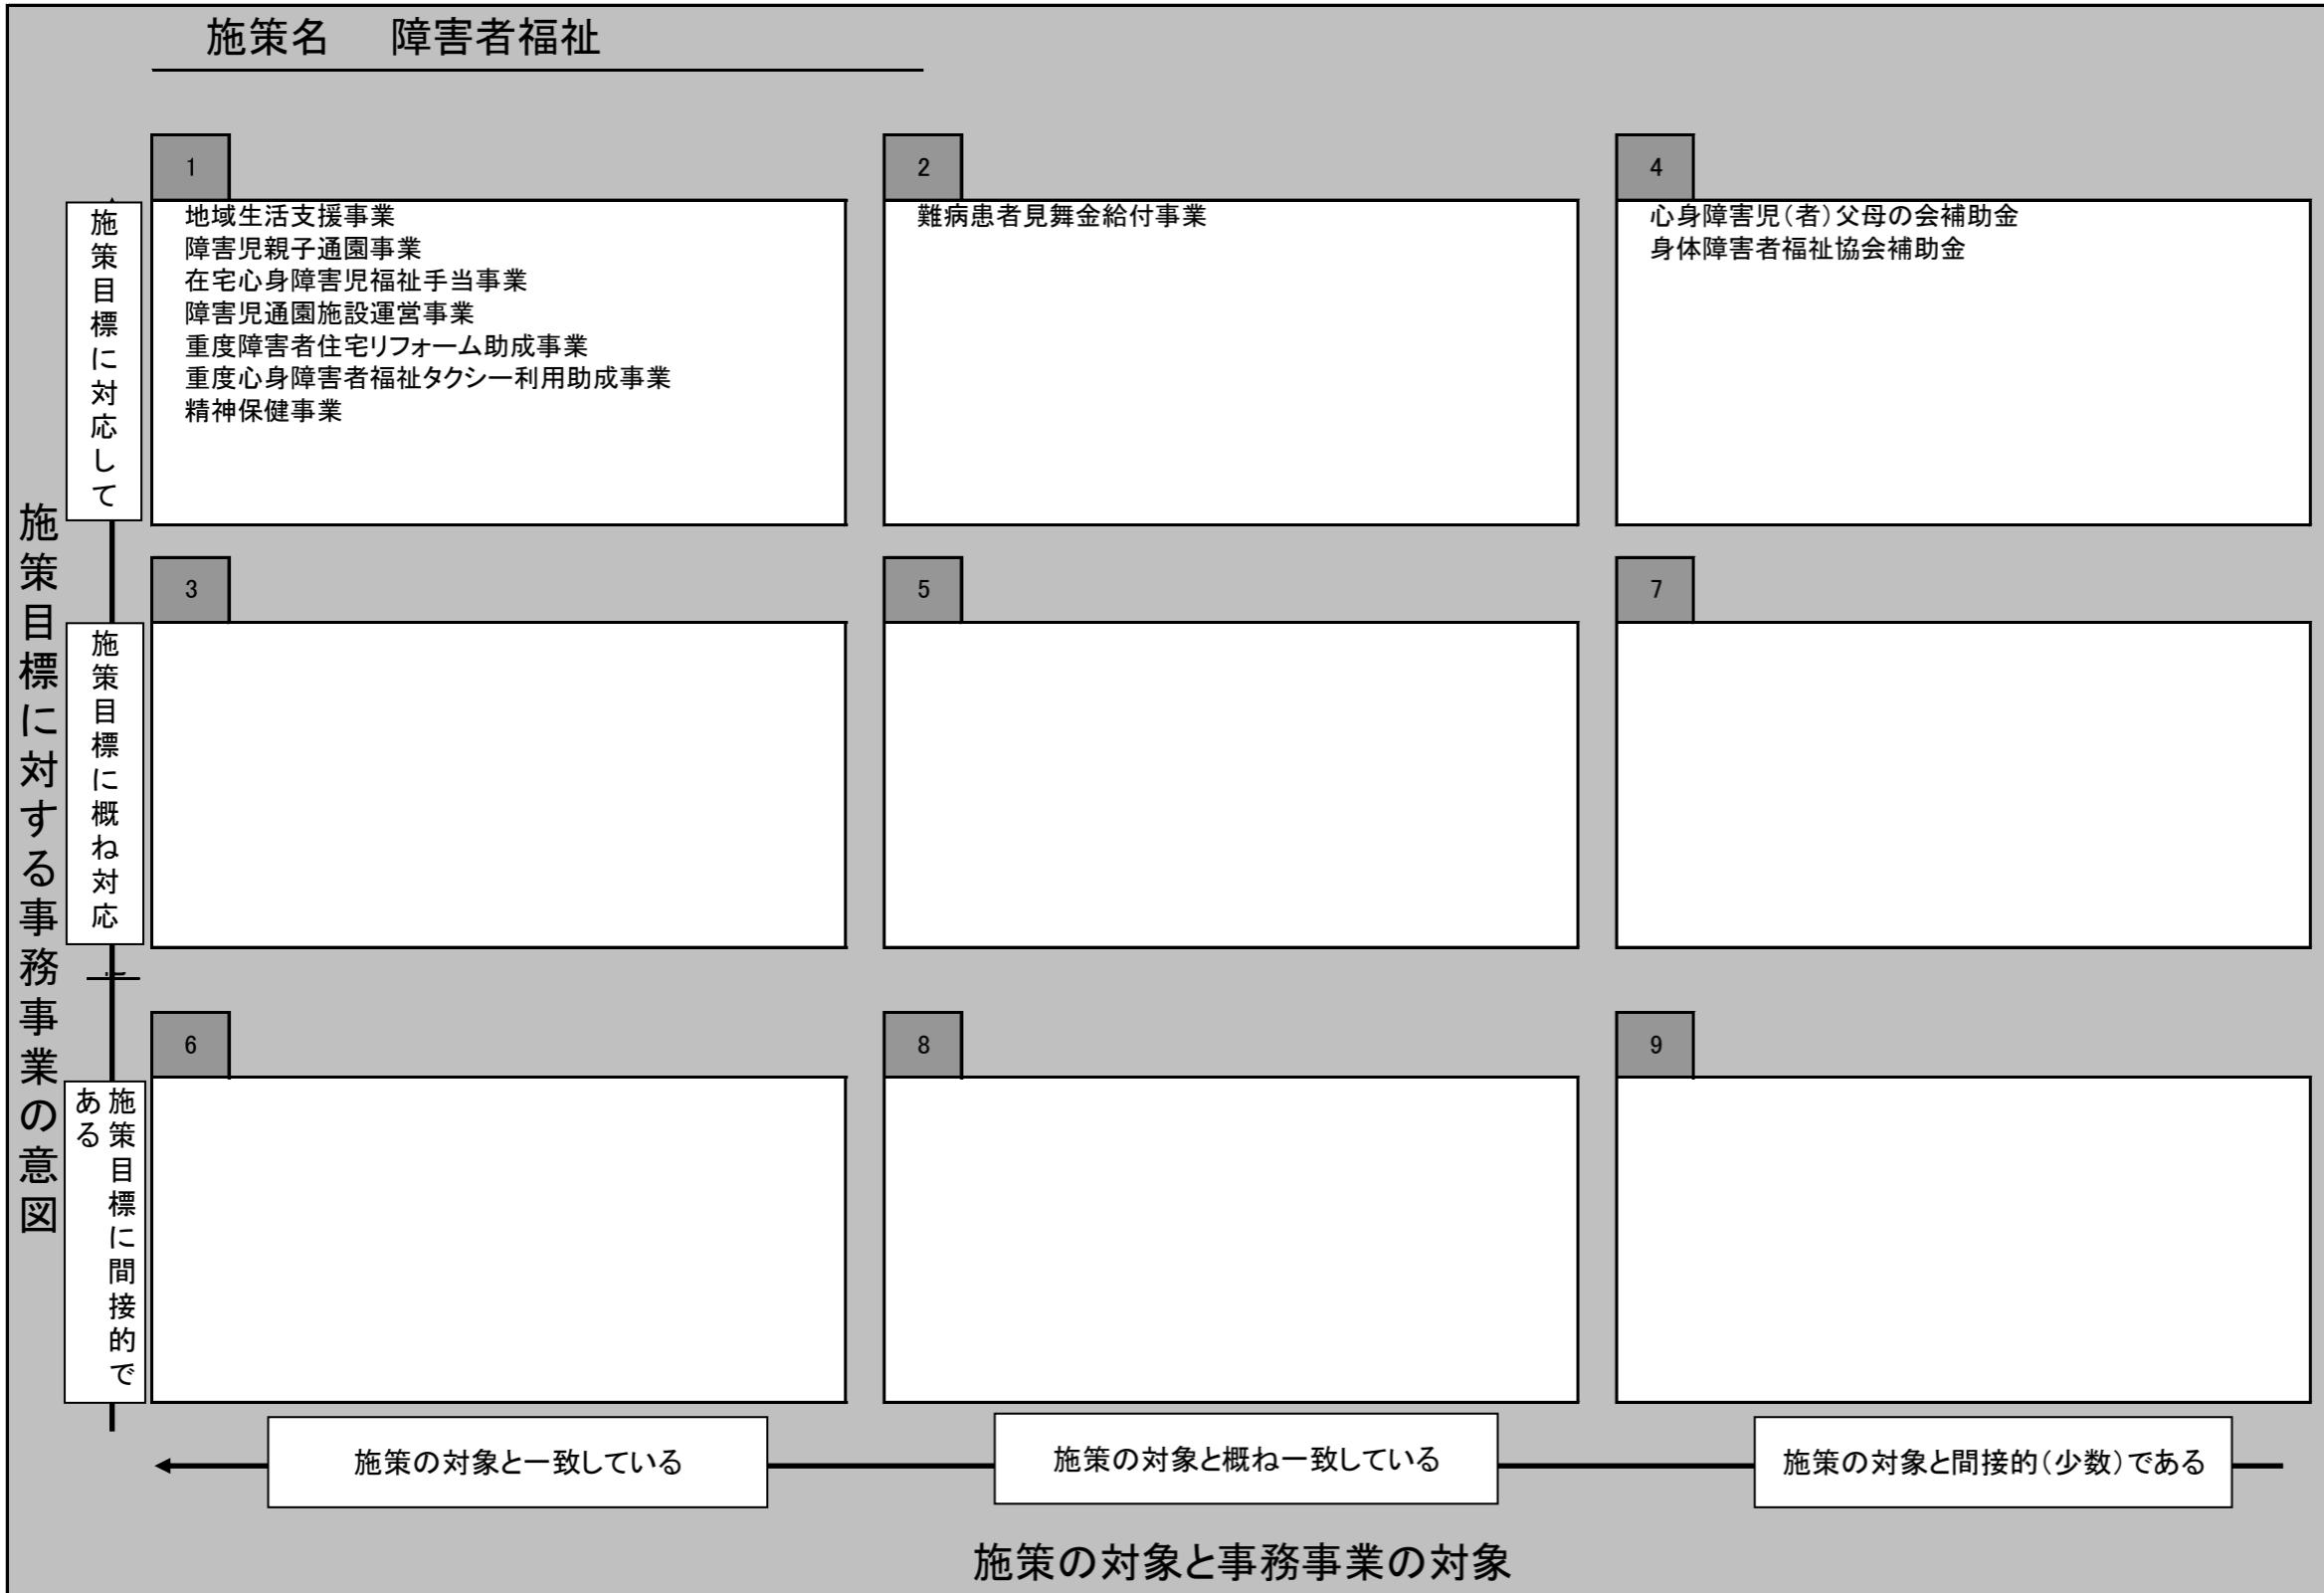 施策名　障害者福祉
1
地域生活支援事業
障害児親子通園事業
在宅心身障害児福祉手当事業
障害児通園施設運営事業
重度障害者住宅リフォーム助成事業
重度心身障害者福祉タクシー利用助成事業
精神保健事業
2
難病患者見舞金給付事業
4
心身障害児（者）父母の会補助金
身体障害者福祉協会補助金
施策目標に対する事務事業の意図
施策目標に対応して
3
5
7
施策目標に概ね対応
6
8
9
施策目標に間接的で
ある
施策の対象と一致している
施策の対象と概ね一致している
施策の対象と間接的（少数）である
施策の対象と事務事業の対象